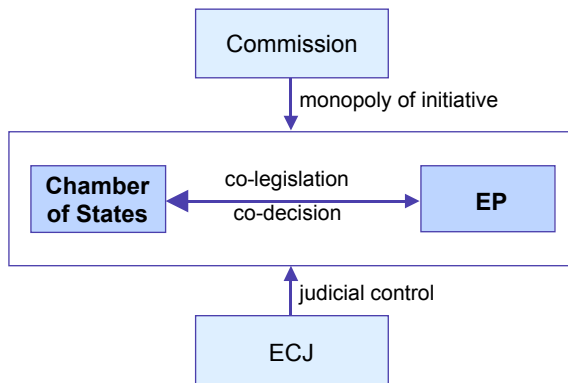 Commission
monopoly of initiative
Chamber
of States
co-legislation
co-decision
EP
judicial control
ECJ